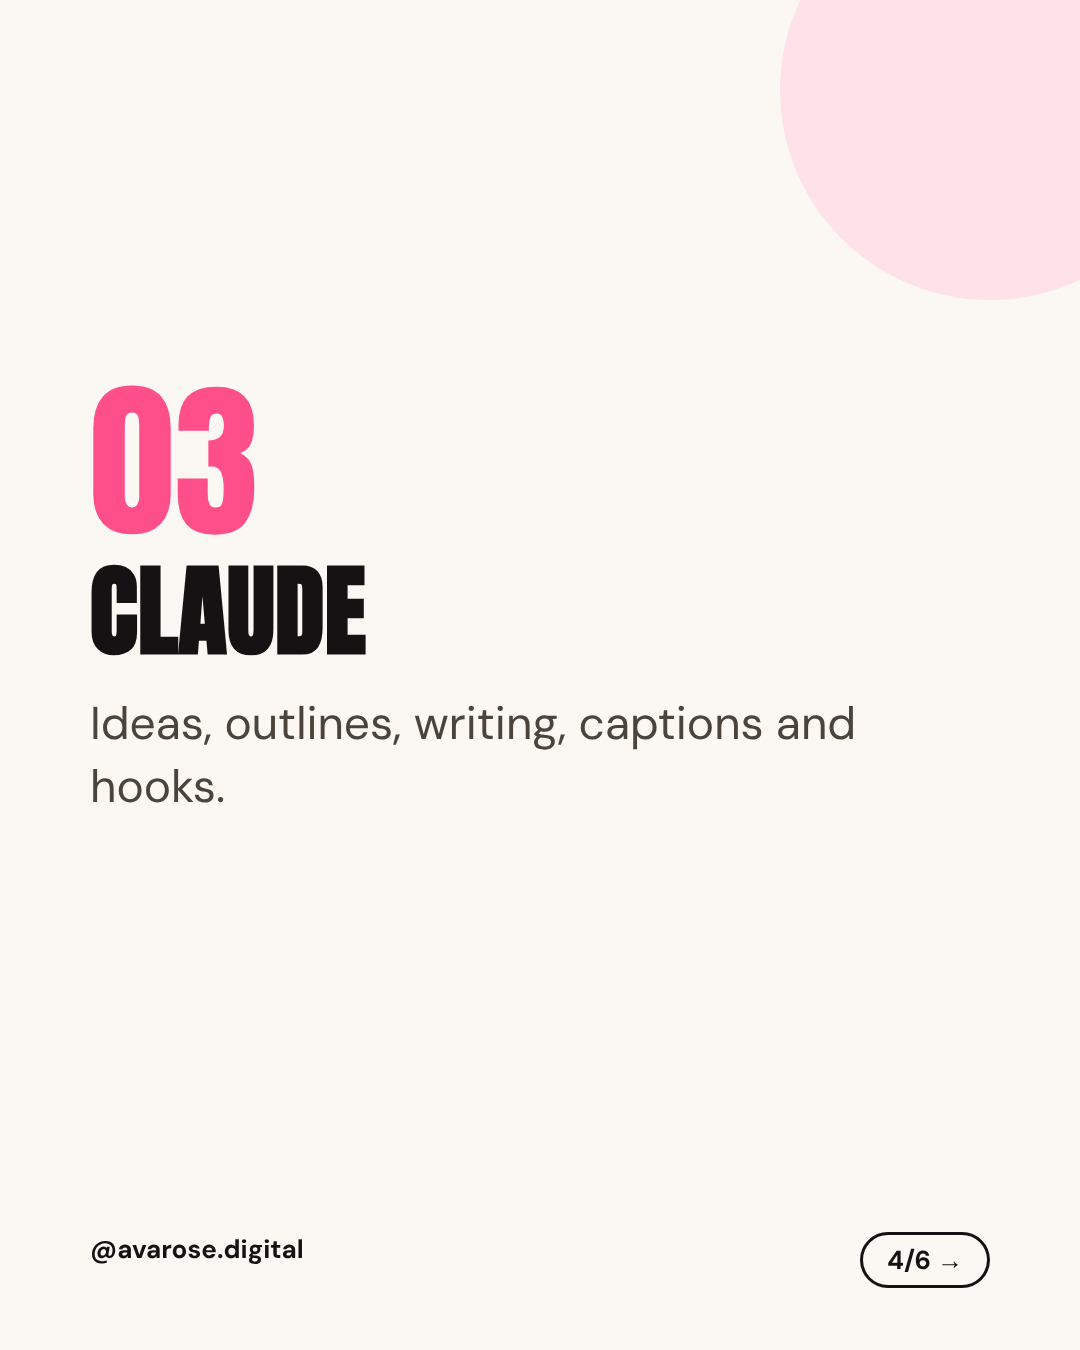 03
CLAUDE
Ideas, outlines, writing, captions and
hooks.
@avarose.digital
4/6 →